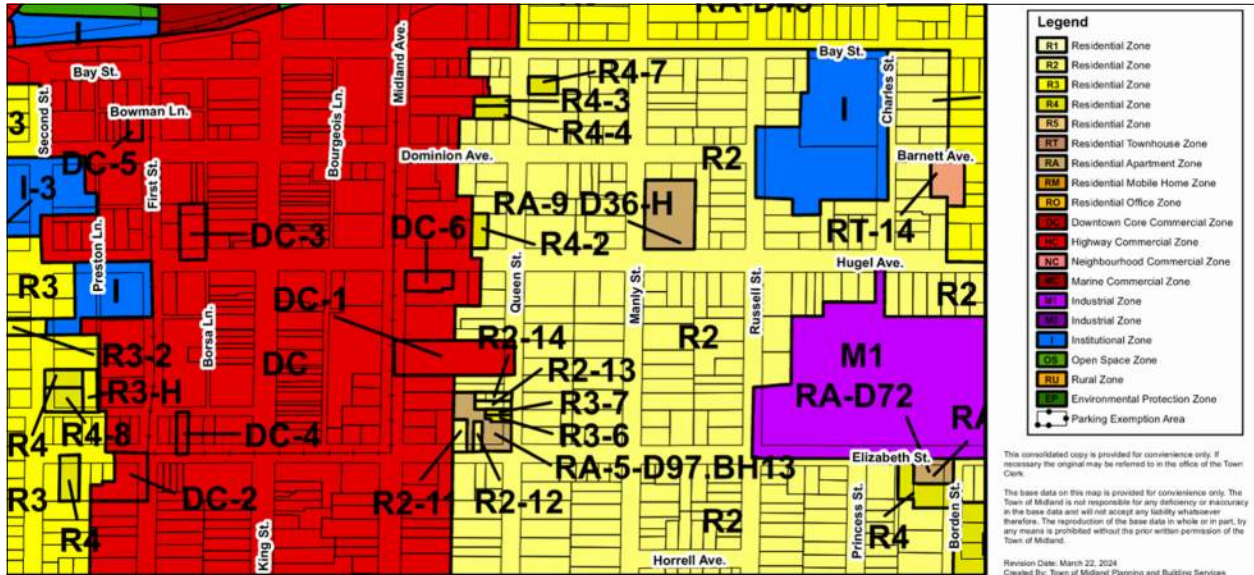 RA-D45
I
Bay St.
Midland Ave.
Bay St.
Charles St.
R4-7
R4-3
R4-4
Bowman Ln.
Second St.
3
DC-5
First St.
Bourgeois Ln.
Dominion Ave.
R2
I
Barnett Ave.
I-3
RA-9 D36-H
RT-14
DC-3
DC-6
R4-2
Hugel Ave.
Preston Ln.
I
R3
Queen St.
Manly St.
Russell St.
R2
DC-1
Borsa Ln.
R3-2
DC
R2-14
R2
R2-13
M1
R3-H
R3-7
RA-D72
RA
R4
R4-8
DC-4
R3-6
Elizabeth St.
RA-5-D97.BH13
R3
DC-2
R2-11
R2-12
R2
R4
R4
King St.
Princess St.
Borden St.
Horrell Ave.
Legend
R1 Residential Zone
R2 Residential Zone
R3 Residential Zone
R4 Residential Zone
R5 Residential Zone
RT Residential Townhouse Zone
RA Residential Apartment Zone
RM Residential Mobile Home Zone
RO Residential Office Zone
DC Downtown Core Commercial Zone
HC Highway Commercial Zone
NC Neighbourhood Commercial Zone
MC Marine Commercial Zone
M1 Industrial Zone
M2 Industrial Zone
I Institutional Zone
OS Open Space Zone
RU Rural Zone
EP Environmental Protection Zone
Parking Exemption Area
This consolidated copy is provided for convienience only. If
necessary the original may be referred to in the office of the Town
Clerk
The base data on this map is provided for convienience only. The
Town of Midland is not responsible for any deficiency or inaccuracy
in the base data and will not accept any liability whatsoever
therefore. The reproduction of the base data in whole or in part, by
any means is prohibited without the prior written permission of the
Town of Midland.
Revision Date: March 22, 2024
Created By: Town of Midland Planning and Building Services